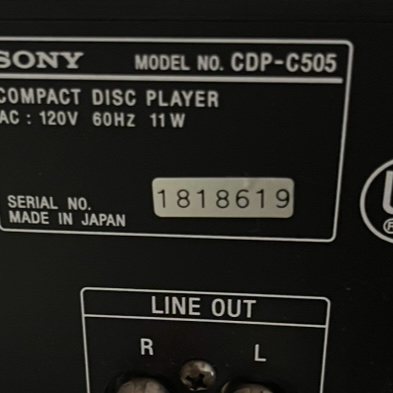 SONY MODEL NO. CDP-C505
COMPACT DISC PLAYER
AC : 120V 60HZ 11W
SERIAL NO. 1818619
MADE IN JAPAN
LINE OUT
R L